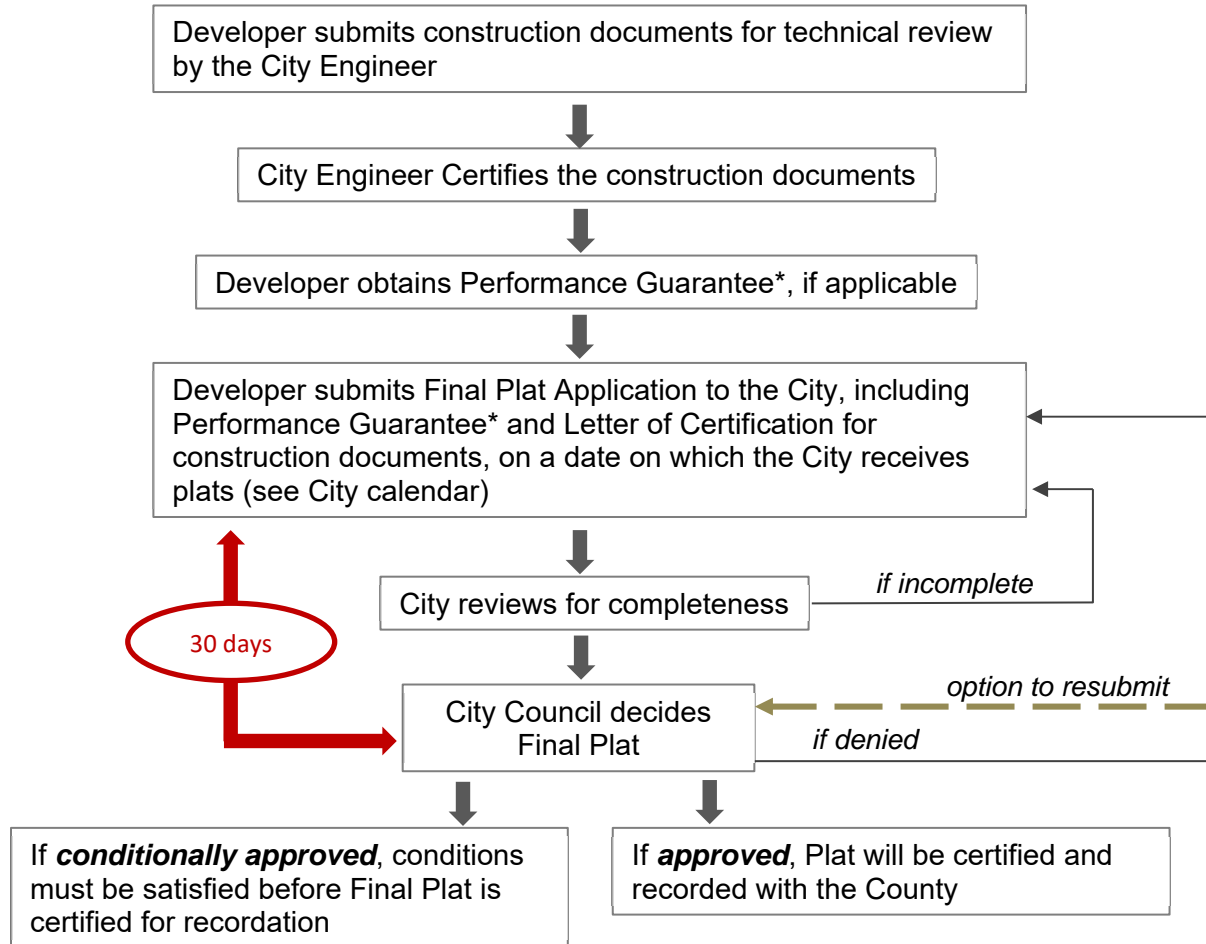 Developer submits construction documents for technical review
by the City Engineer
City Engineer Certifies the construction documents
Developer obtains Performance Guarantee*, if applicable
Developer submits Final Plat Application to the City, including
Performance Guarantee* and Letter of Certification for
construction documents, on a date on which the City receives
plats (see City calendar)
City reviews for completeness
if incomplete
30 days
City Council decides
Final Plat
option to resubmit
if denied
If conditionally approved, conditions
must be satisfied before Final Plat is
certified for recordation
If approved, Plat will be certified and
recorded with the County